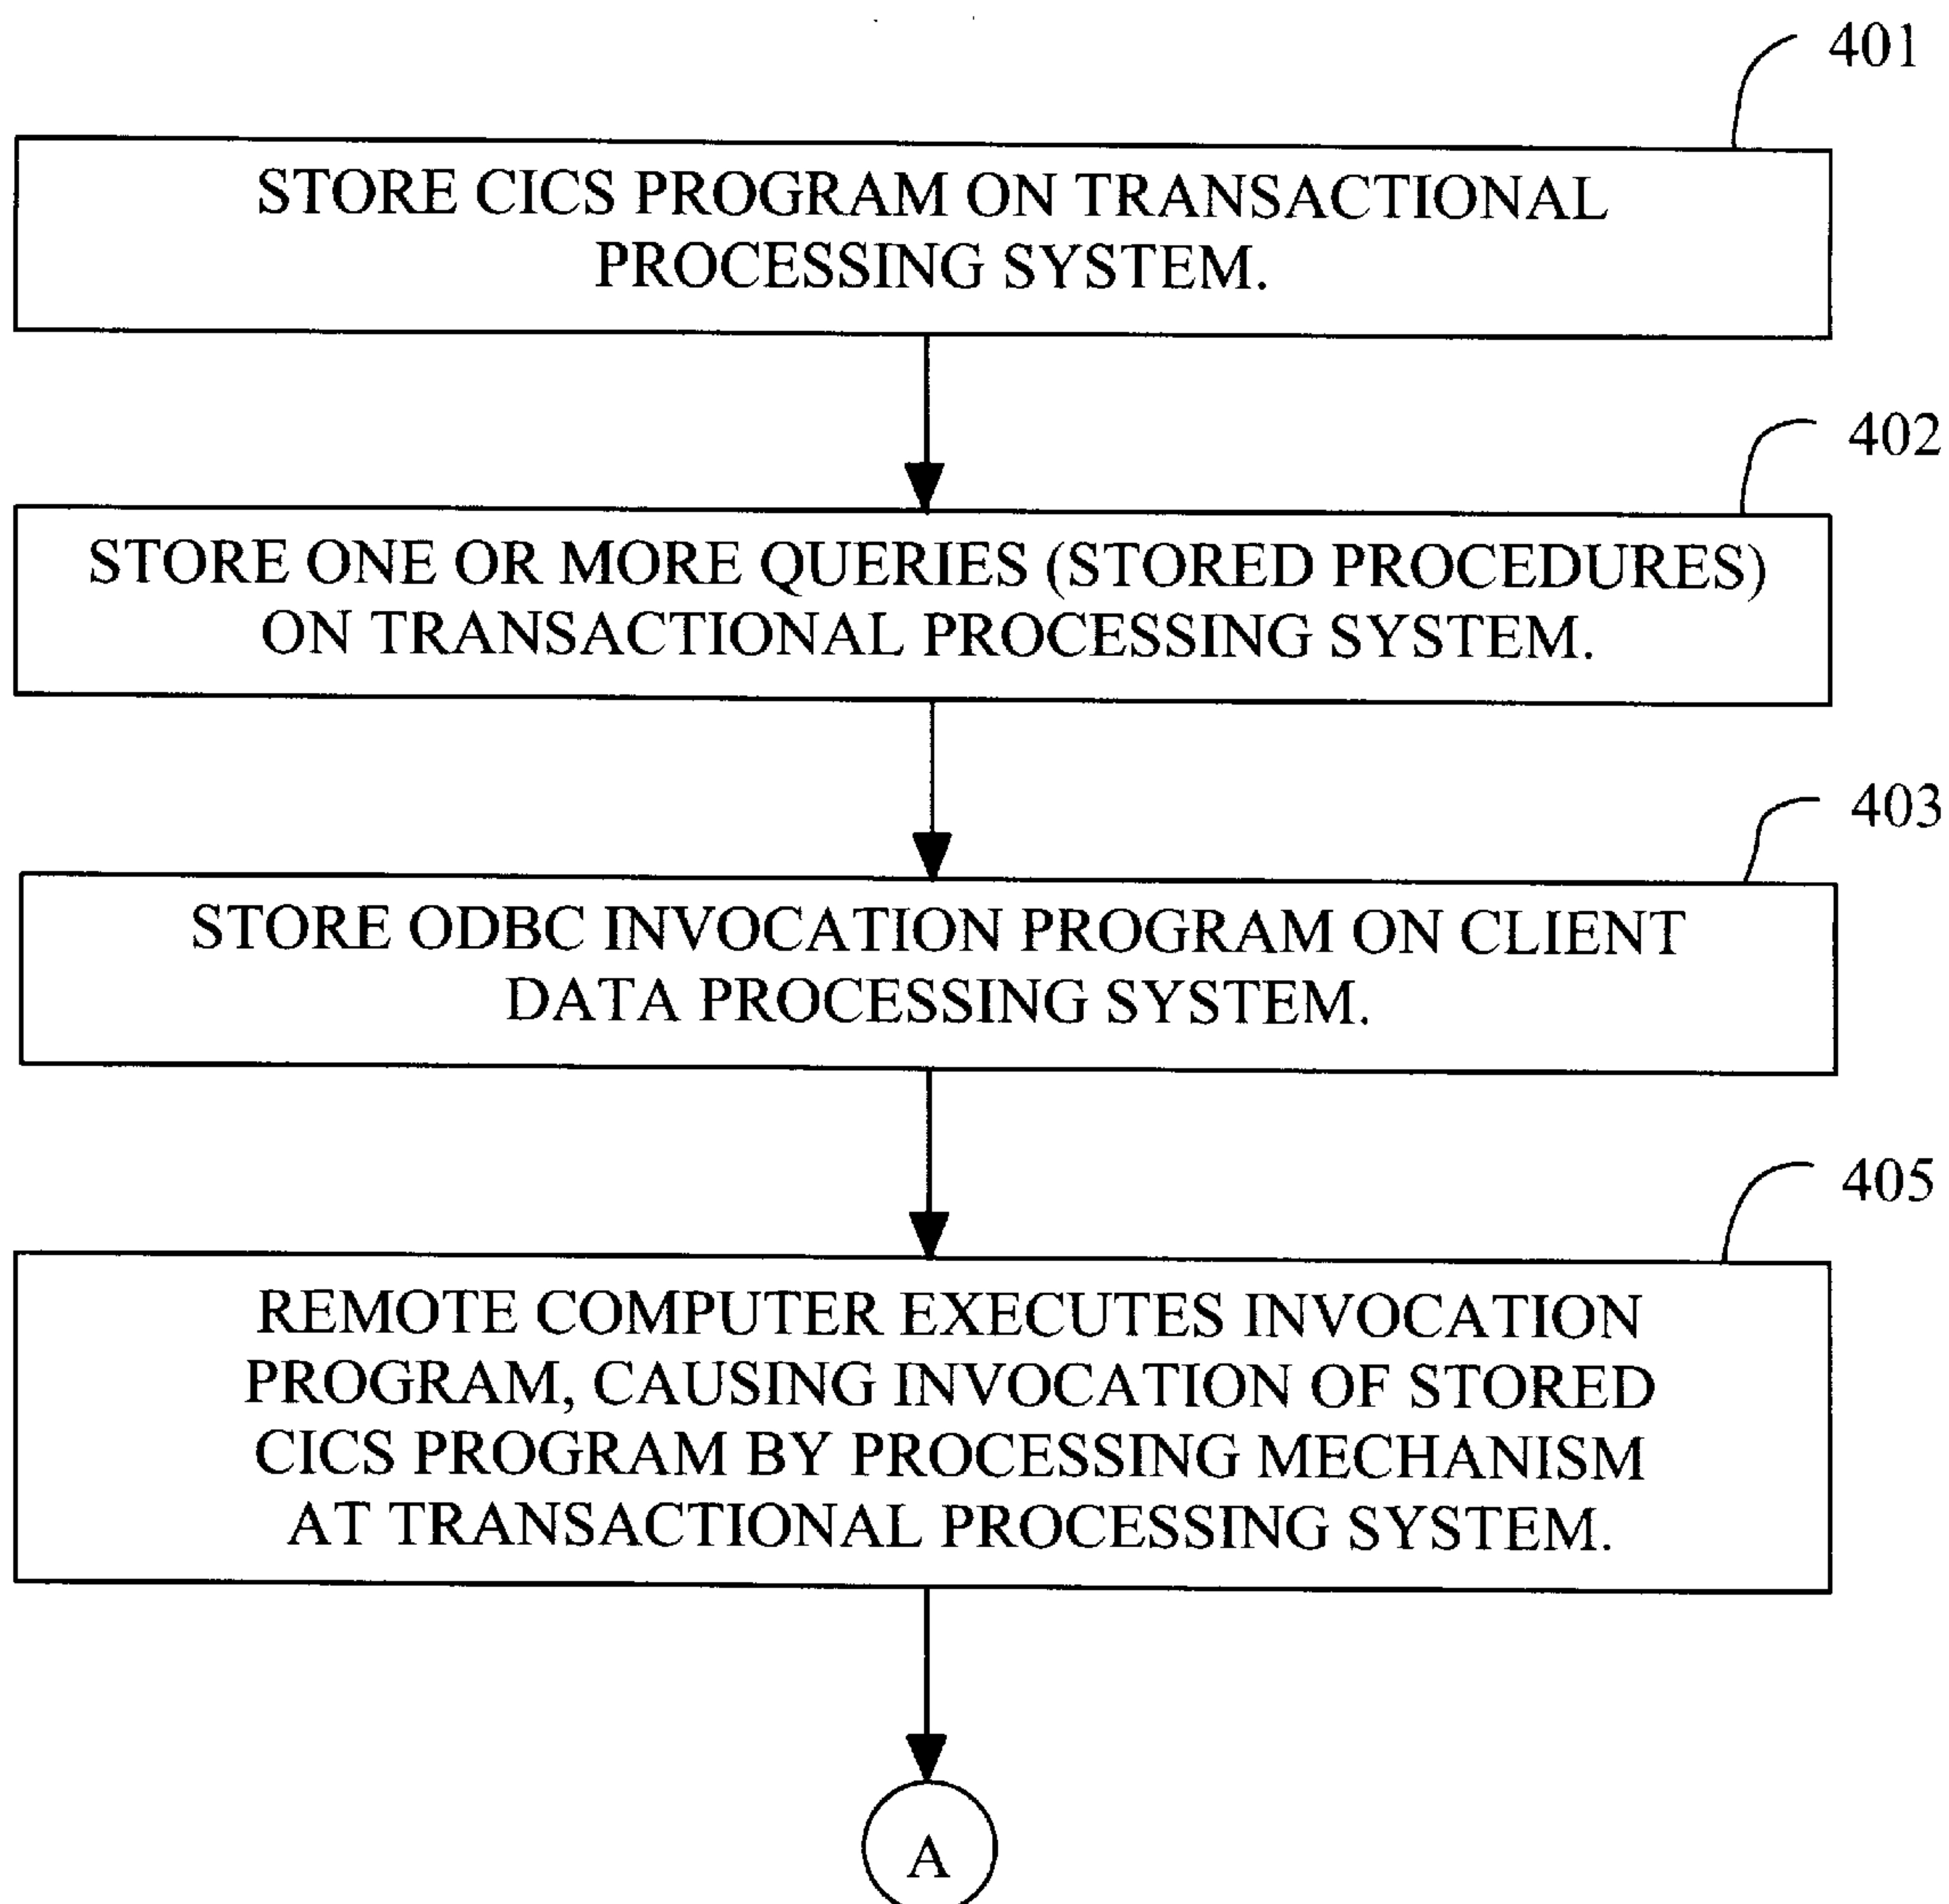 401
STORE CICS PROGRAM ON TRANSACTIONAL
PROCESSING SYSTEM.
402
STORE ONE OR MORE QUERIES (STORED PROCEDURES)
ON TRANSACTIONAL PROCESSING SYSTEM.
403
STORE ODBC INVOCATION PROGRAM ON CLIENT
DATA PROCESSING SYSTEM.
405
REMOTE COMPUTER EXECUTES INVOCATION
PROGRAM, CAUSING INVOCATION OF STORED
CICS PROGRAM BY PROCESSING MECHANISM
AT TRANSACTIONAL PROCESSING SYSTEM.
A